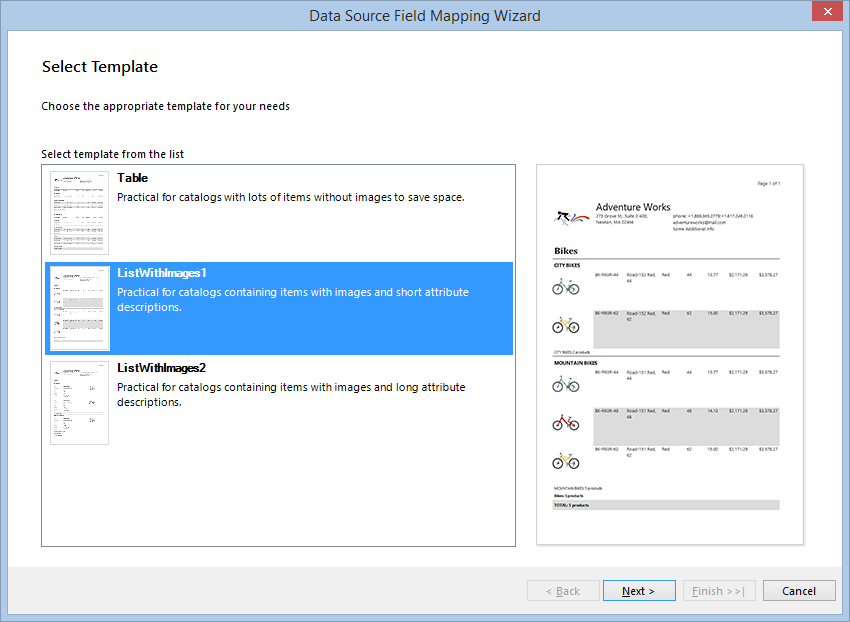 Data Source Field Mapping Wizard
Select Template
Choose the appropriate template for your needs
Select template from the list
Table
Practical for catalogs with lots of items without images to save space.
ListWithImages1
Practical for catalogs containing items with images and short attribute
descriptions.
ListWithImages2
Practical for catalogs containing items with images and long attribute
descriptions.
Page 1 of 1
Adventure Works
275 Grove St, Suite 2-400,
Newton, MA 02466
phone: +1.888.365.2779; +1.617.249.2116
adventureworks@mail.com
Some Additional Info
Bikes
CITY BIKES
BK-R93R-44 Road-152 Red, 44 Red 44 13.77 $2,171.29 $3,578.27
BK-R93R-62 Road-152 Red, 62 Red 62 15.00 $2,171.29 $3,578.27
CITY BIKES: 2 products
MOUNTAIN BIKES
BK-R93R-44 Road-151 Red, 44 Red 44 13.77 $2,171.29 $3,578.27
BK-R93R-48 Road-151 Red, 48 Red 48 14.13 $2,171.29 $3,578.27
BK-R93R-62 Road-151 Red, 62 Red 62 15.00 $2,171.29 $3,578.27
MOUNTAIN BIKES: 3 products
Bikes: 5 products
TOTAL: 5 products
< Back
Next >
Finish >>|
Cancel